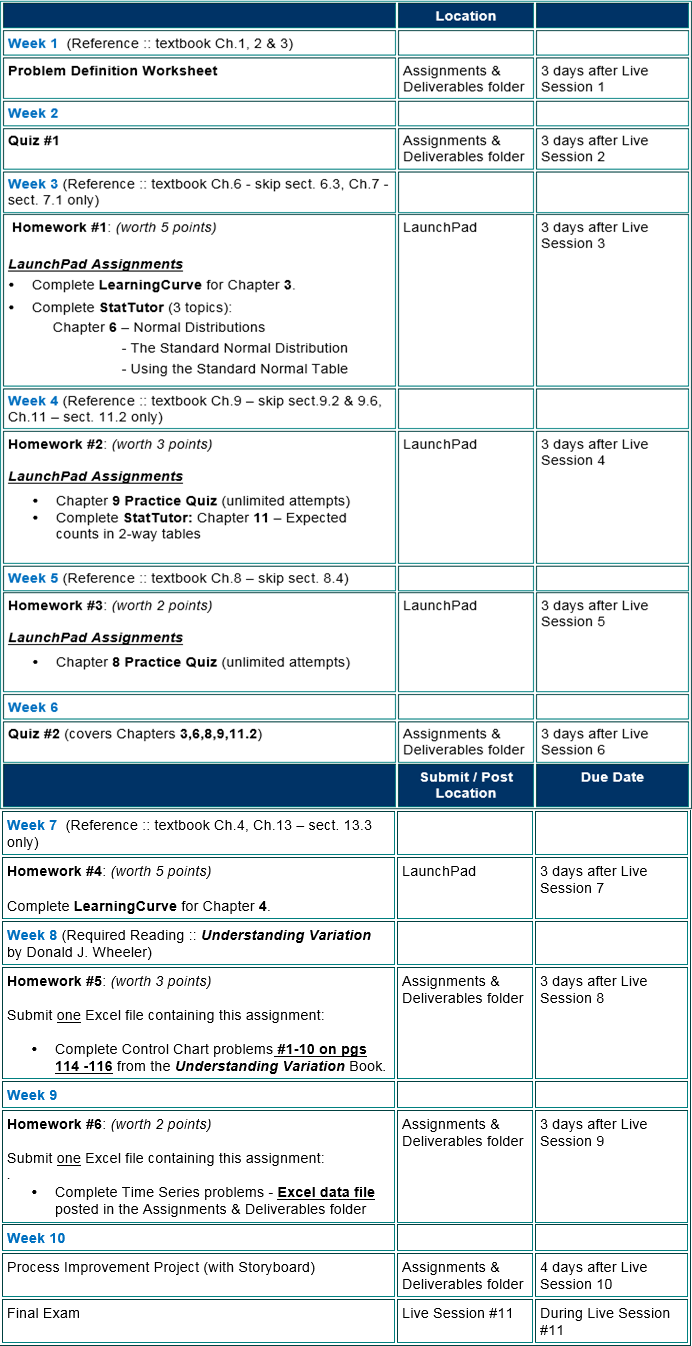 Location
Week 1  (Reference :: textbook Ch.1, 2 & 3)
Problem Definition Worksheet
Assignments &
Deliverables folder
3 days after Live
Session 1
Week 2
Quiz #1
Assignments &
Deliverables folder
3 days after Live
Session 2
Week 3 (Reference :: textbook Ch.6 - skip sect. 6.3, Ch.7 -
sect. 7.1 only)
Homework #1: (worth 5 points)
LaunchPad Assignments
• Complete LearningCurve for Chapter 3.
• Complete StatTutor (3 topics):
Chapter 6 – Normal Distributions
- The Standard Normal Distribution
- Using the Standard Normal Table
LaunchPad
3 days after Live
Session 3
Week 4 (Reference :: textbook Ch.9 – skip sect.9.2 & 9.6,
Ch.11 – sect. 11.2 only)
Homework #2: (worth 3 points)
LaunchPad Assignments
• Chapter 9 Practice Quiz (unlimited attempts)
• Complete StatTutor: Chapter 11 – Expected
counts in 2-way tables
LaunchPad
3 days after Live
Session 4
Week 5 (Reference :: textbook Ch.8 – skip sect. 8.4)
Homework #3: (worth 2 points)
LaunchPad Assignments
• Chapter 8 Practice Quiz (unlimited attempts)
LaunchPad
3 days after Live
Session 5
Week 6
Quiz #2 (covers Chapters 3,6,8,9,11.2)
Assignments &
Deliverables folder
3 days after Live
Session 6
Submit / Post
Location
Due Date
Week 7  (Reference :: textbook Ch.4, Ch.13 – sect. 13.3
only)
Homework #4: (worth 5 points)
Complete LearningCurve for Chapter 4.
LaunchPad
3 days after Live
Session 7
Week 8 (Required Reading :: Understanding Variation
by Donald J. Wheeler)
Homework #5: (worth 3 points)
Submit one Excel file containing this assignment:
• Complete Control Chart problems #1-10 on pgs
114 -116 from the Understanding Variation Book.
Assignments &
Deliverables folder
3 days after Live
Session 8
Week 9
Homework #6: (worth 2 points)
Submit one Excel file containing this assignment:
.
• Complete Time Series problems - Excel data file
posted in the Assignments & Deliverables folder
Assignments &
Deliverables folder
3 days after Live
Session 9
Week 10
Process Improvement Project (with Storyboard)
Assignments &
Deliverables folder
4 days after Live
Session 10
Final Exam
Live Session #11
During Live Session
#11